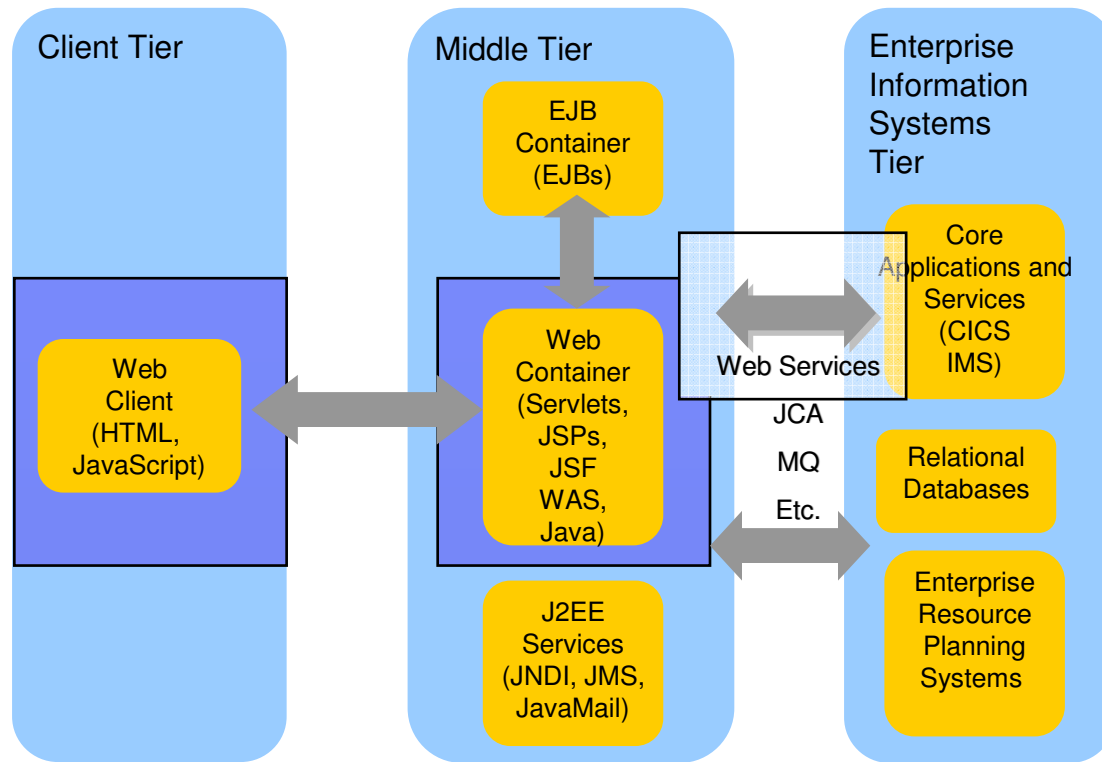 Client Tier
Web
Client
(HTML,
JavaScript)
Middle Tier
EJB
Container
(EJBs)
Web
Container
(Servlets,
JSPs,
JSF
WAS,
Java)
J2EE
Services
(JNDI, JMS,
JavaMail)
Web Services
JCA
MQ
Etc.
Enterprise
Information
Systems
Tier
Core
Applications and
Services
(CICS
IMS)
Relational
Databases
Enterprise
Resource
Planning
Systems